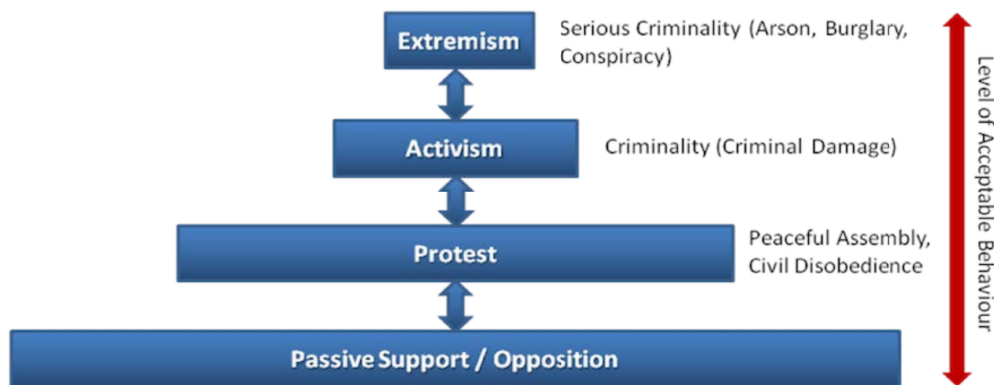 Extremism
Serious Criminality (Arson, Burglary,
Conspiracy)
Activism
Criminality (Criminal Damage)
Protest
Peaceful Assembly,
Civil Disobedience
Passive Support / Opposition
Level of Acceptable Behaviour